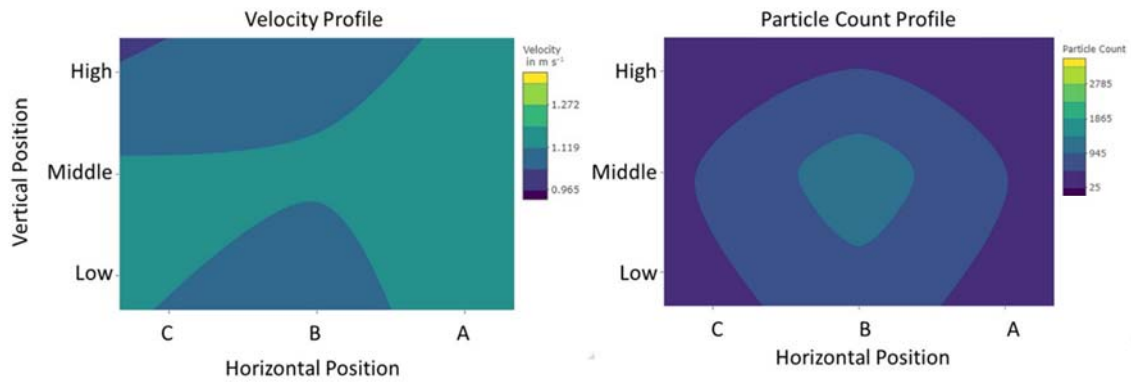 Velocity Profile
Velocity
in m s⁻¹
1.272
1.119
0.965
High
Middle
Low
Vertical Position
C B A
Horizontal Position
Particle Count Profile
Particle Count
2785
1865
945
25
High
Middle
Low
C B A
Horizontal Position